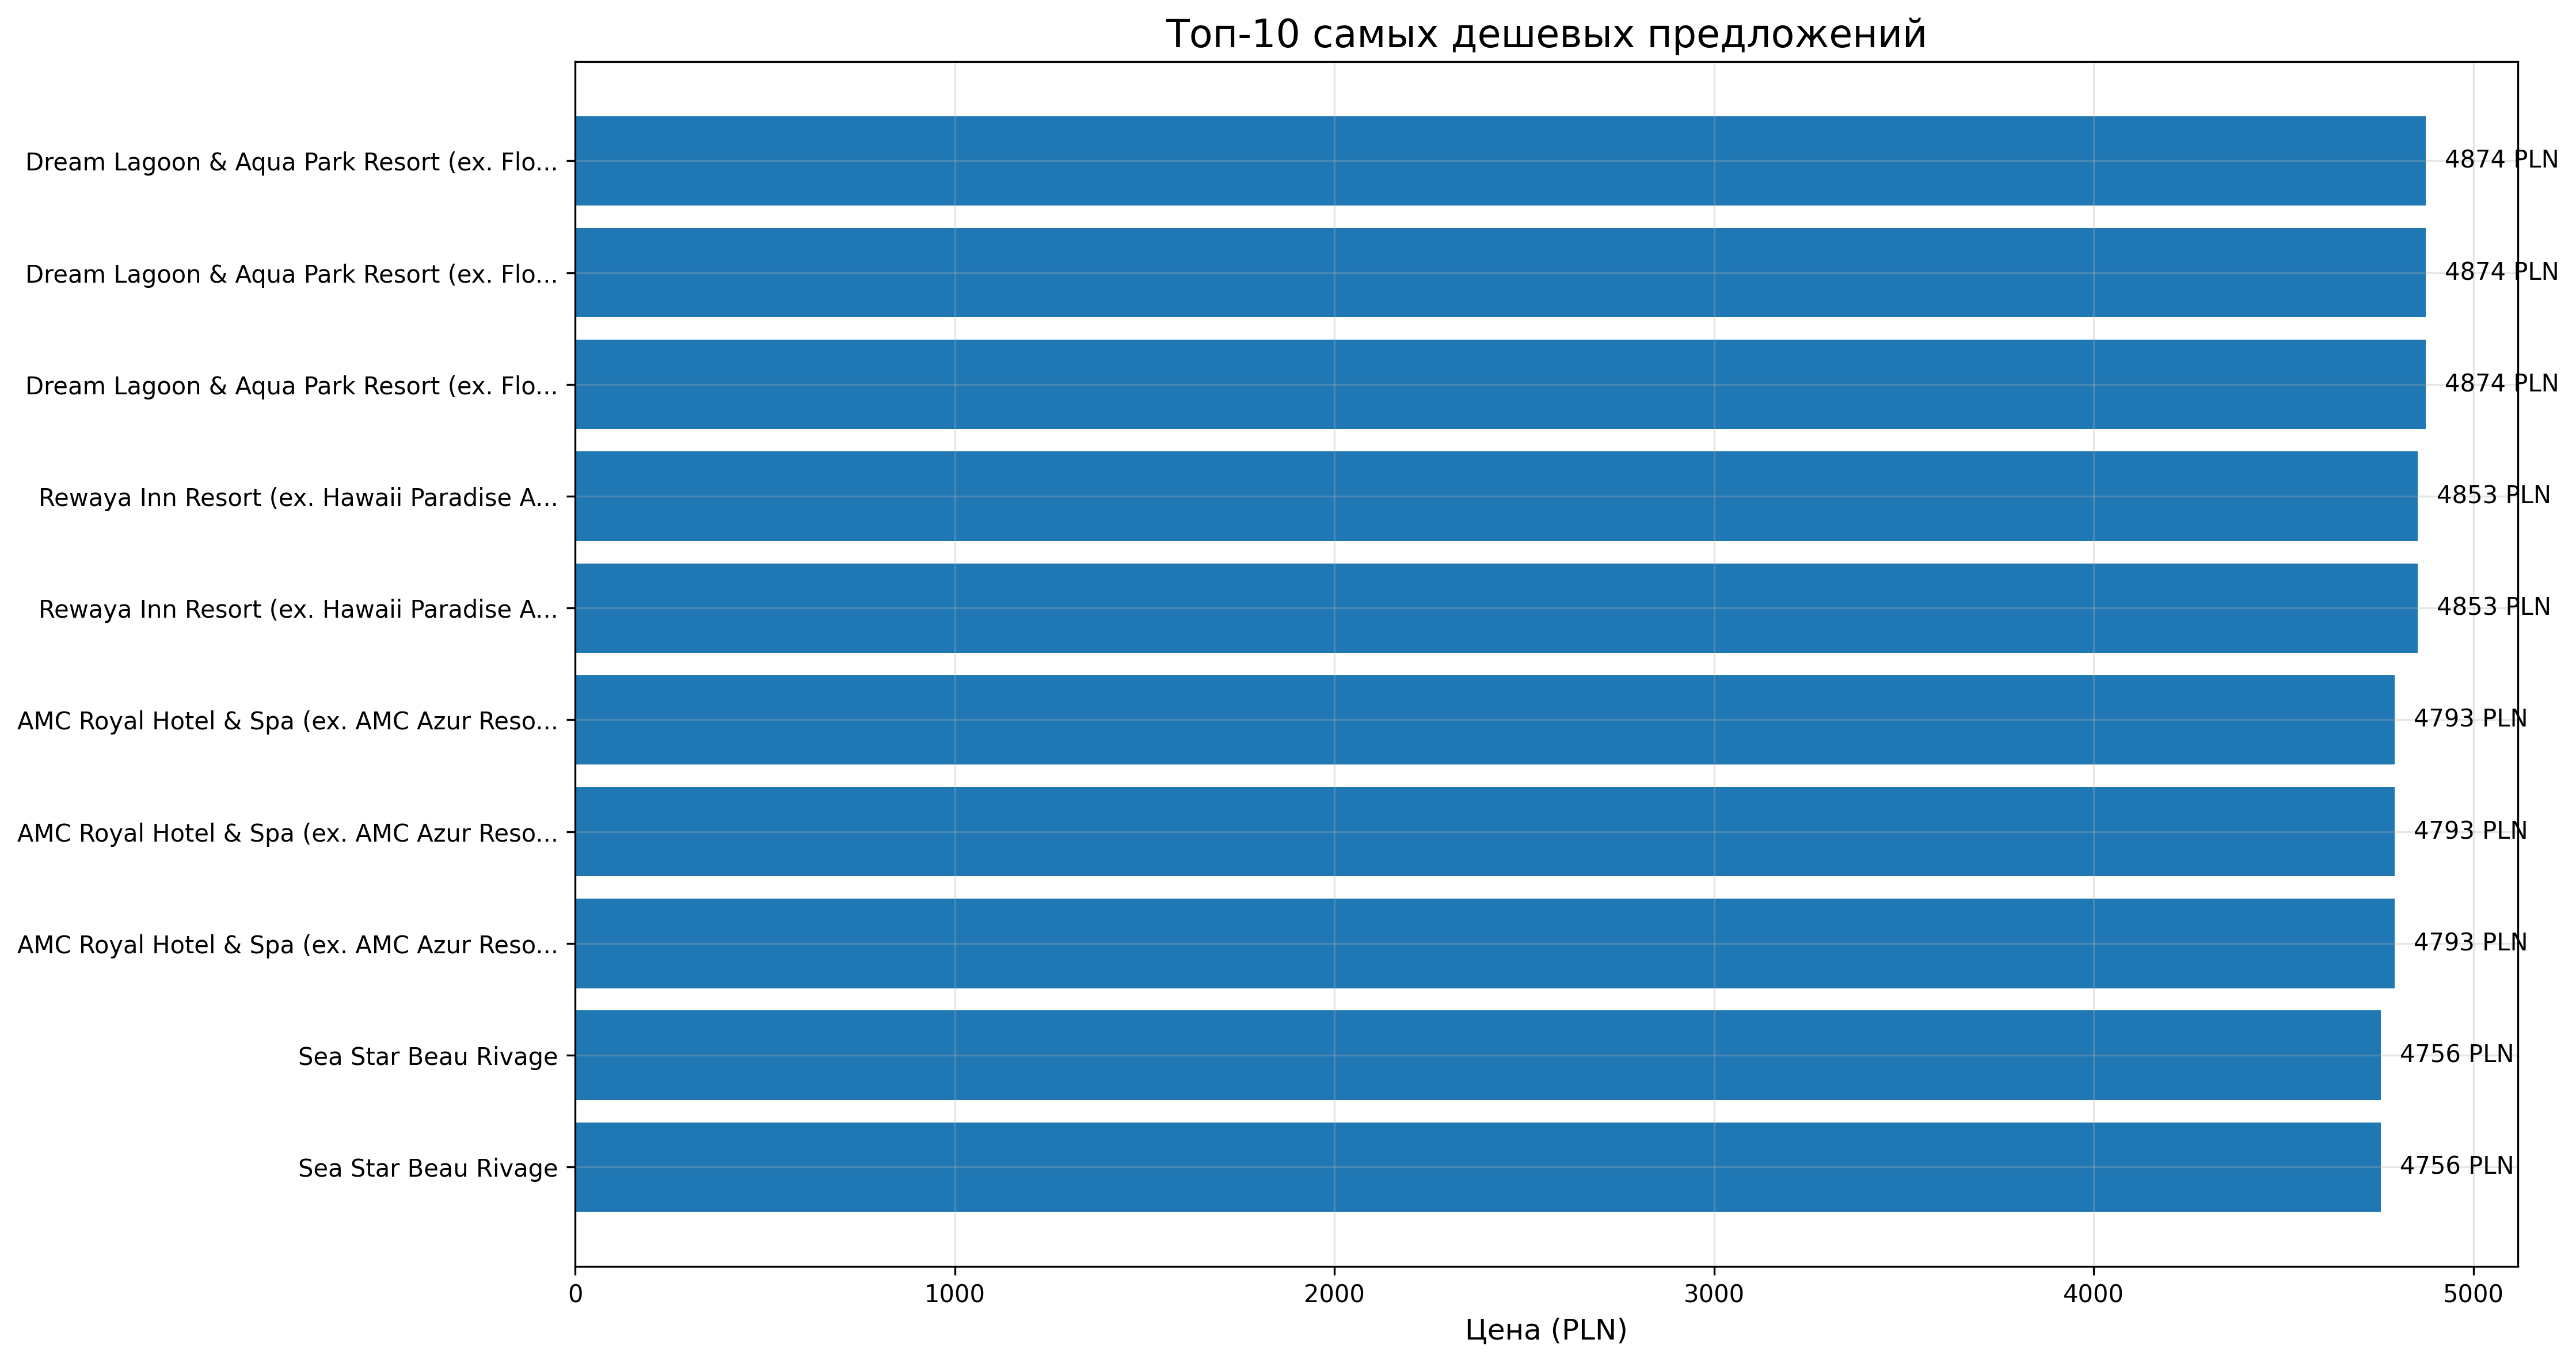 Топ-10 самых дешевых предложений
Dream Lagoon & Aqua Park Resort (ex. Flo... 4874 PLN
Dream Lagoon & Aqua Park Resort (ex. Flo... 4874 PLN
Dream Lagoon & Aqua Park Resort (ex. Flo... 4874 PLN
Rewaya Inn Resort (ex. Hawaii Paradise A... 4853 PLN
Rewaya Inn Resort (ex. Hawaii Paradise A... 4853 PLN
AMC Royal Hotel & Spa (ex. AMC Azur Reso... 4793 PLN
AMC Royal Hotel & Spa (ex. AMC Azur Reso... 4793 PLN
AMC Royal Hotel & Spa (ex. AMC Azur Reso... 4793 PLN
Sea Star Beau Rivage 4756 PLN
Sea Star Beau Rivage 4756 PLN
0 1000 2000 3000 4000 5000
Цена (PLN)